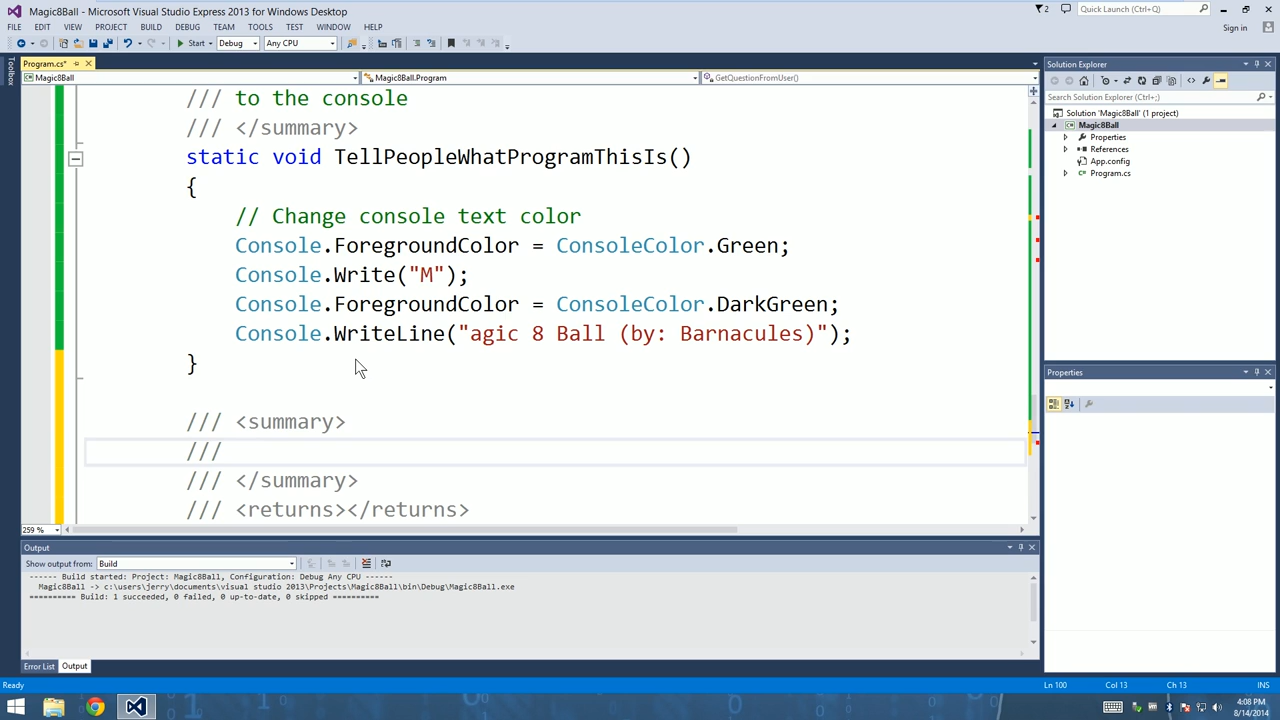 Magic8Ball - Microsoft Visual Studio Express 2013 for Windows Desktop
2
Quick Launch (Ctrl+Q)
FILE EDIT VIEW PROJECT BUILD DEBUG TEAM TOOLS TEST WINDOW HELP
Sign in
Start Debug Any CPU
Toolbox
Program.cs*
Magic8Ball
Magic8Ball.Program
GetQuestionFromUser()
/// to the console
/// </summary>
static void TellPeopleWhatProgramThisIs()
{
// Change console text color
Console.ForegroundColor = ConsoleColor.Green;
Console.Write("M");
Console.ForegroundColor = ConsoleColor.DarkGreen;
Console.WriteLine("agic 8 Ball (by: Barnacules)");
}
/// <summary>
///
/// </summary>
/// <returns></returns>
259 %
Solution Explorer
Search Solution Explorer (Ctrl+;)
Solution 'Magic8Ball' (1 project)
Magic8Ball
Properties
References
App.config
Program.cs
Properties
Output
Show output from: Build
------ Build started: Project: Magic8Ball, Configuration: Debug Any CPU ------
Magic8Ball -> c:\users\jerry\documents\visual studio 2013\Projects\Magic8Ball\bin\Debug\Magic8Ball.exe
========== Build: 1 succeeded, 0 failed, 0 up-to-date, 0 skipped ==========
Error List Output
Ready
Ln 100 Col 13 Ch 13 INS
4:08 PM
8/14/2014